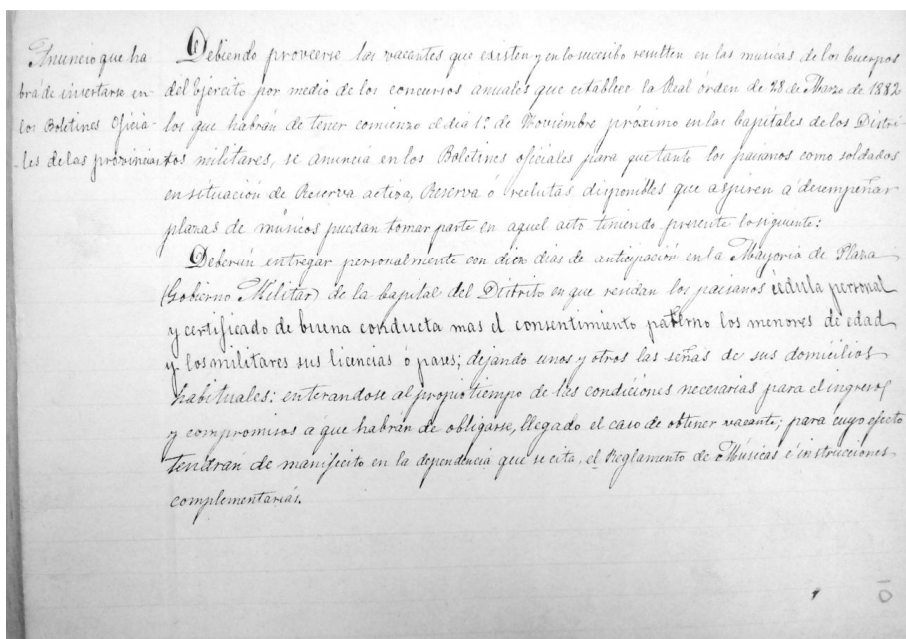 Anuncio que ha
brá de insertarse en
los Boletines Oficia-
-les de las provincias
Debiendo proveerse las vacantes que existen y en lo sucesibo resulten en las musicas de los Cuerpos
del Ejercito por medio de los concursos anuales que establece la Real órden de 28 de Marzo de 1882
los que habrán de tener comienzo el dia 1º de Noviembre próximo en las Capitales de los Distri-
tos militares, se anuncia en los Boletines oficiales para que tanto los paisanos como soldados
en situación de Reserva activa, Reserva ó reclutas disponibles que aspiren á desempeñar
plazas de músicos puedan tomar parte en aquel acto teniendo presente lo siguiente:
Deberán entregar personalmente con diez dias de anticipación en la Mayoria de Plaza
(Gobierno Militar) de la Capital del Distrito en que residan los paisanos cédula personal
y certificado de buena conducta mas el consentimiento paterno los menores de edad
y los militares sus licencias ó pases; dejando unos y otros las señas de sus domicilios
habituales: enterandose al propio tiempo de las condiciones necesarias para el ingreso
y compromisos á que habrán de obligarse, llegado el caso de obtener vacante; para cuyo efecto
tendrán de manifiesto en la dependencia que se cita, el Reglamento de Músicas é instrucciones
complementarias.